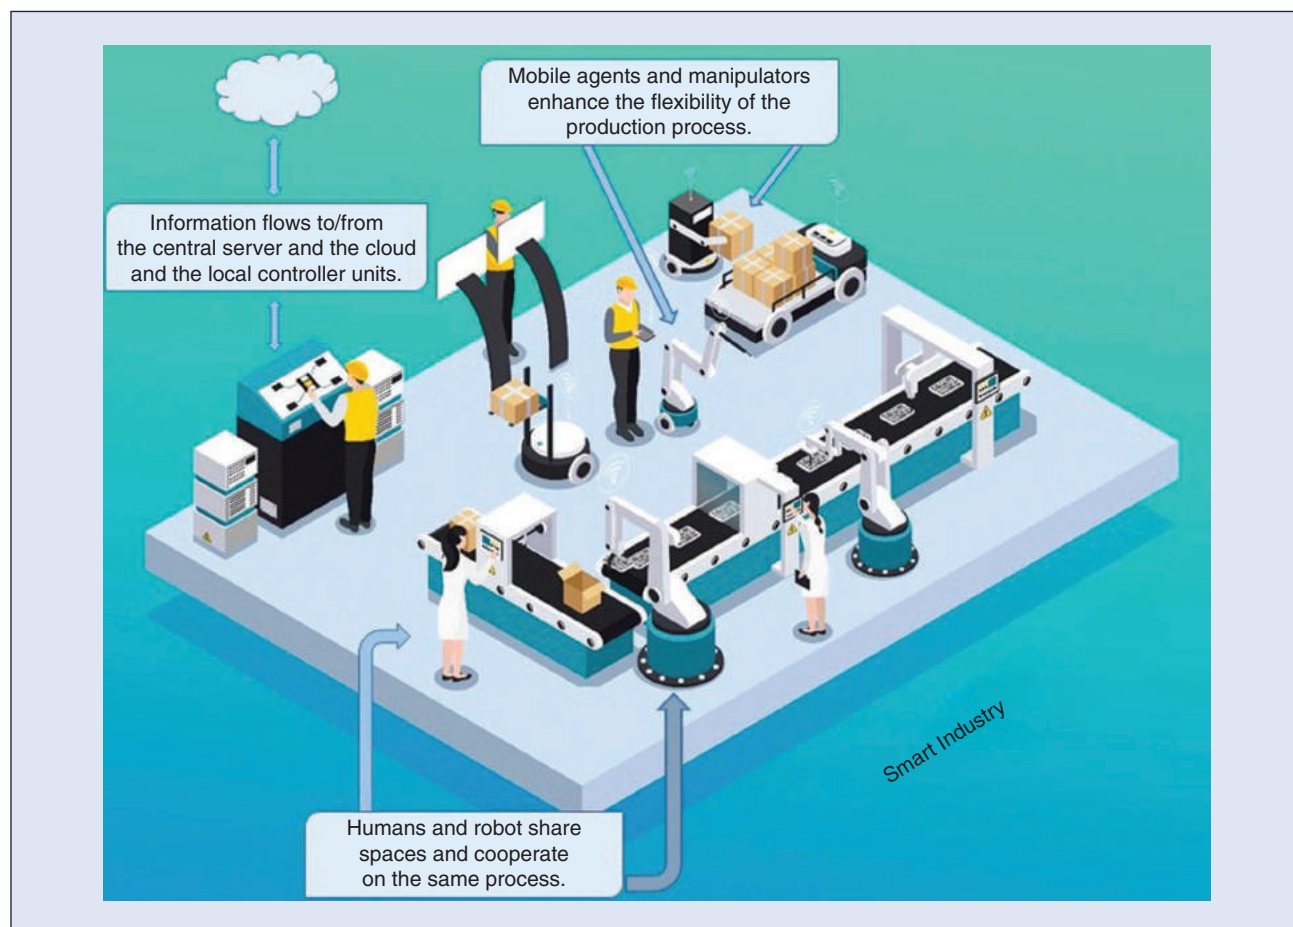 Mobile agents and manipulators
enhance the flexibility of the
production process.
Information flows to/from
the central server and the cloud
and the local controller units.
Smart Industry
Humans and robot share
spaces and cooperate
on the same process.